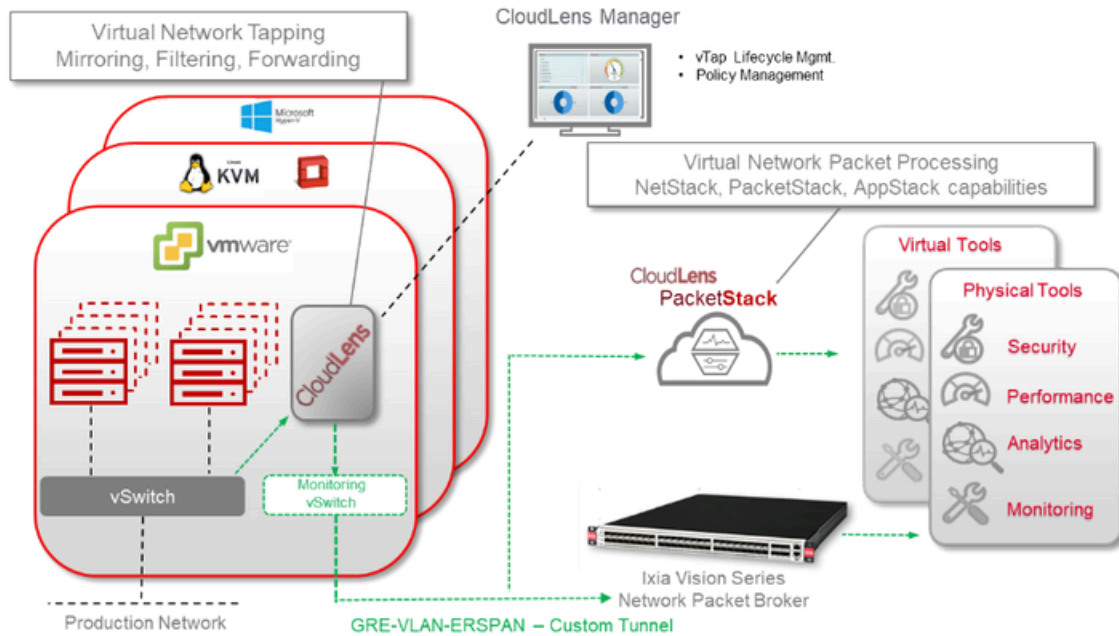 Virtual Network Tapping
Mirroring, Filtering, Forwarding
CloudLens Manager
• vTap Lifecycle Mgmt.
• Policy Management
Microsoft
Hyper-V
Linux
KVM
vmware
CloudLens
vSwitch
Monitoring
vSwitch
Production Network
Virtual Network Packet Processing
NetStack, PacketStack, AppStack capabilities
CloudLens
PacketStack
Virtual Tools
Physical Tools
Security
Performance
Analytics
Monitoring
Ixia Vision Series
Network Packet Broker
GRE-VLAN-ERSPAN – Custom Tunnel